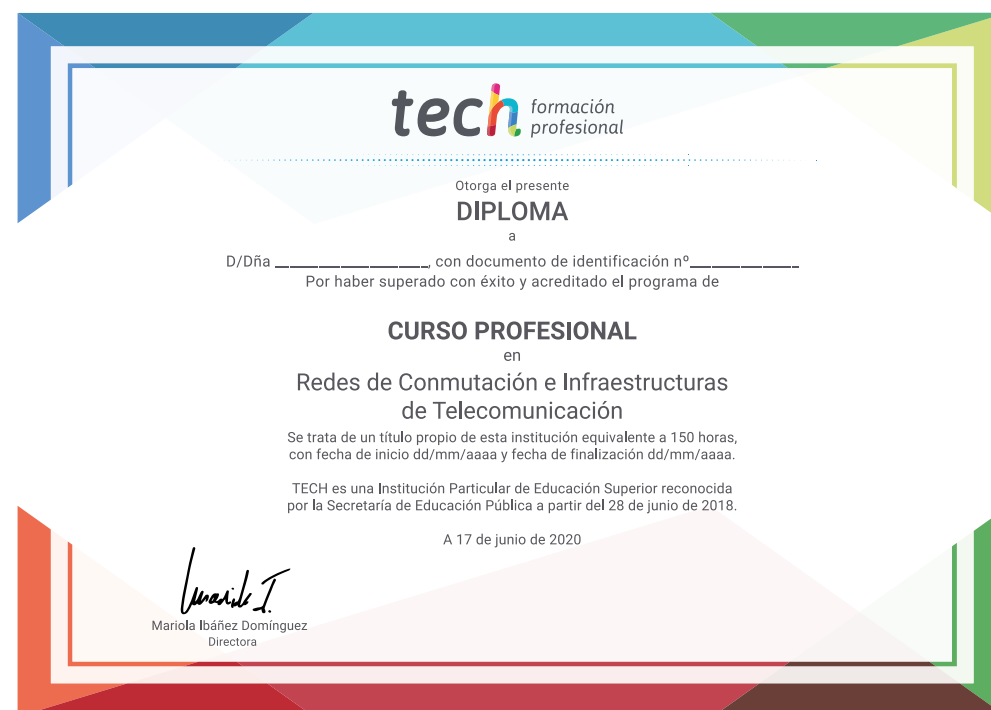 tech formación
profesional
Otorga el presente
DIPLOMA
a
D/Dña ______________________, con documento de identificación nº________________
Por haber superado con éxito y acreditado el programa de
CURSO PROFESIONAL
en
Redes de Conmutación e Infraestructuras
de Telecomunicación
Se trata de un título propio de esta institución equivalente a 150 horas,
con fecha de inicio dd/mm/aaaa y fecha de finalización dd/mm/aaaa.
TECH es una Institución Particular de Educación Superior reconocida
por la Secretaría de Educación Pública a partir del 28 de junio de 2018.
A 17 de junio de 2020
Mariola Ibáñez Domínguez
Directora